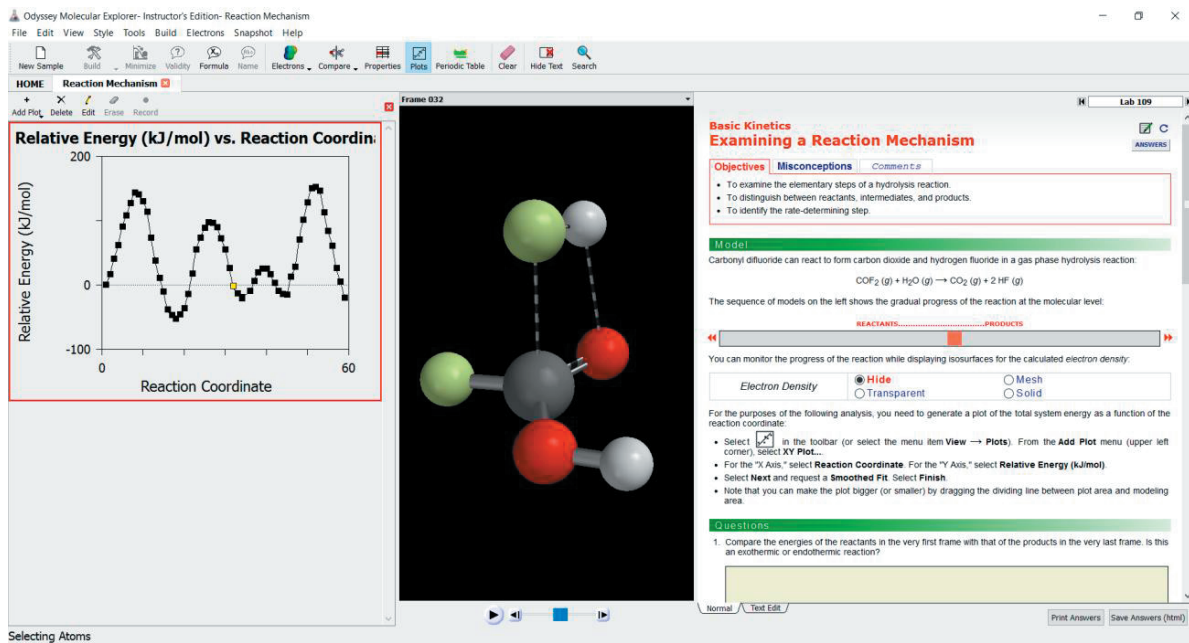 Odyssey Molecular Explorer- Instructor's Edition- Reaction Mechanism
File Edit View Style Tools Build Electrons Snapshot Help
New Sample Build Minimize Validity Formula Name Electrons Compare Properties Plots Periodic Table Clear Hide Text Search
HOME Reaction Mechanism
Add Plot Delete Edit Erase Record
Relative Energy (kJ/mol) vs. Reaction Coordin
200
0
-100
Relative Energy (kJ/mol)
0 60
Reaction Coordinate
Frame 032
Lab 109
Basic Kinetics
Examining a Reaction Mechanism
ANSWERS
Objectives Misconceptions Comments
• To examine the elementary steps of a hydrolysis reaction.
• To distinguish between reactants, intermediates, and products.
• To identify the rate-determining step.
Model
Carbonyl difluoride can react to form carbon dioxide and hydrogen fluoride in a gas phase hydrolysis reaction:
COF2 (g) + H2O (g) → CO2 (g) + 2 HF (g)
The sequence of models on the left shows the gradual progress of the reaction at the molecular level:
REACTANTS.................................PRODUCTS
You can monitor the progress of the reaction while displaying isosurfaces for the calculated electron density:
Electron Density
Hide Mesh
Transparent Solid
For the purposes of the following analysis, you need to generate a plot of the total system energy as a function of the
reaction coordinate:
• Select in the toolbar (or select the menu item View → Plots). From the Add Plot menu (upper left
corner), select XY Plot...
• For the "X Axis," select Reaction Coordinate. For the "Y Axis," select Relative Energy (kJ/mol).
• Select Next and request a Smoothed Fit. Select Finish.
• Note that you can make the plot bigger (or smaller) by dragging the dividing line between plot area and modeling
area.
Questions
1. Compare the energies of the reactants in the very first frame with that of the products in the very last frame. Is this
an exothermic or endothermic reaction?
Normal Text Edit
Print Answers Save Answers (html)
Selecting Atoms